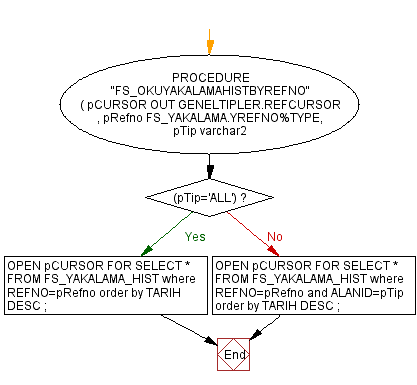 PROCEDURE
"FS_OKUYAKALAMAHISTBYREFNO"
( pCURSOR OUT GENELTIPLER.REFCURSOR
, pRefno FS_YAKALAMA.YREFNO%TYPE,
pTip varchar2
(pTip='ALL') ?
Yes
No
OPEN pCURSOR FOR SELECT *
FROM FS_YAKALAMA_HIST where
REFNO=pRefno order by TARIH
DESC ;
OPEN pCURSOR FOR SELECT *
FROM FS_YAKALAMA_HIST where
REFNO=pRefno and ALANID=pTip
order by TARIH DESC ;
End